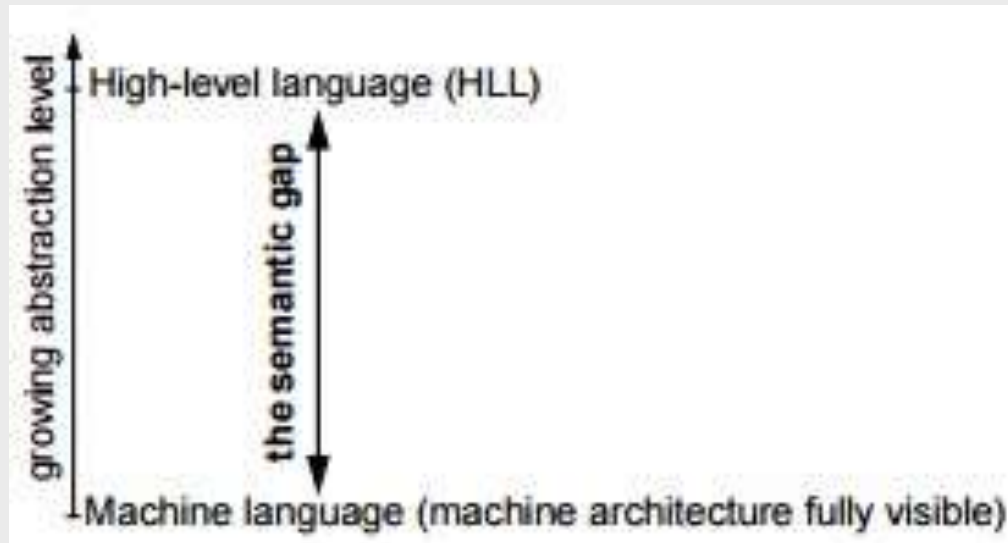 growing abstraction level
High-level language (HLL)
the semantic gap
Machine language (machine architecture fully visible)